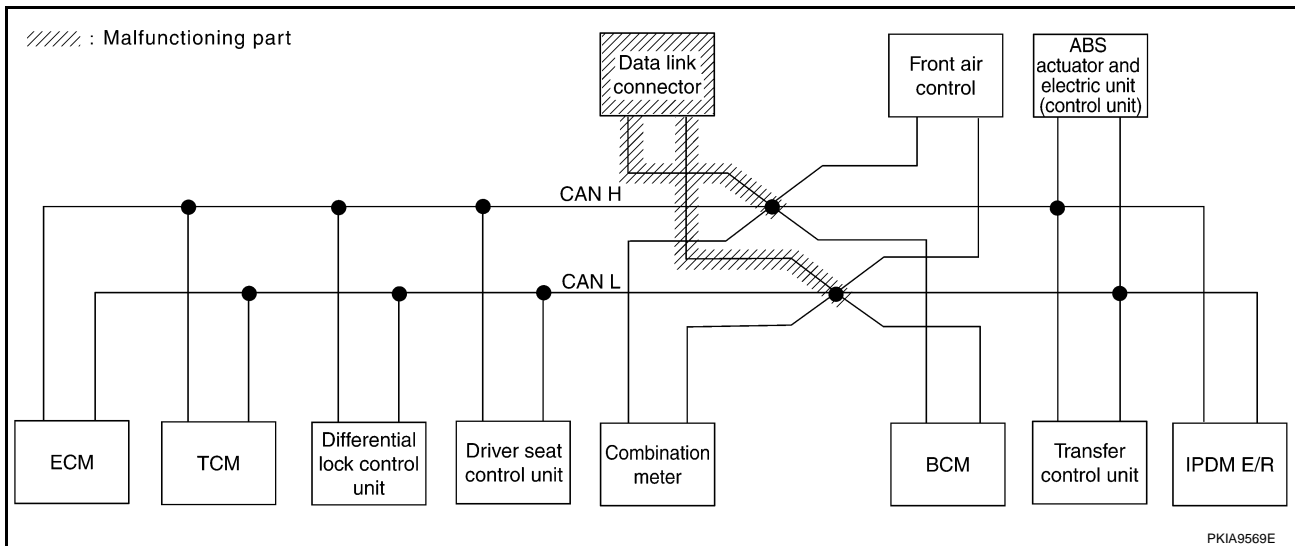 : Malfunctioning part
Data link
connector
Front air
control
ABS
actuator and
electric unit
(control unit)
CAN H
CAN L
ECM
TCM
Differential
lock control
unit
Driver seat
control unit
Combination
meter
BCM
Transfer
control unit
IPDM E/R
PKIA9569E